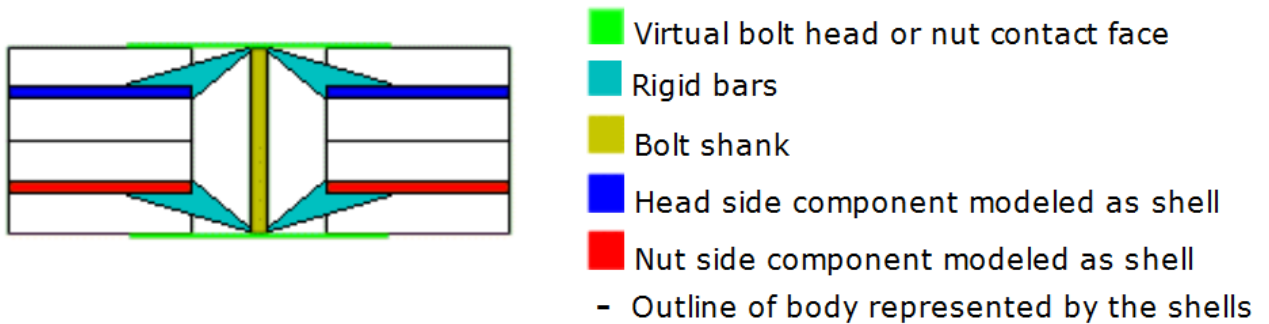 Virtual bolt head or nut contact face
Rigid bars
Bolt shank
Head side component modeled as shell
Nut side component modeled as shell
- Outline of body represented by the shells